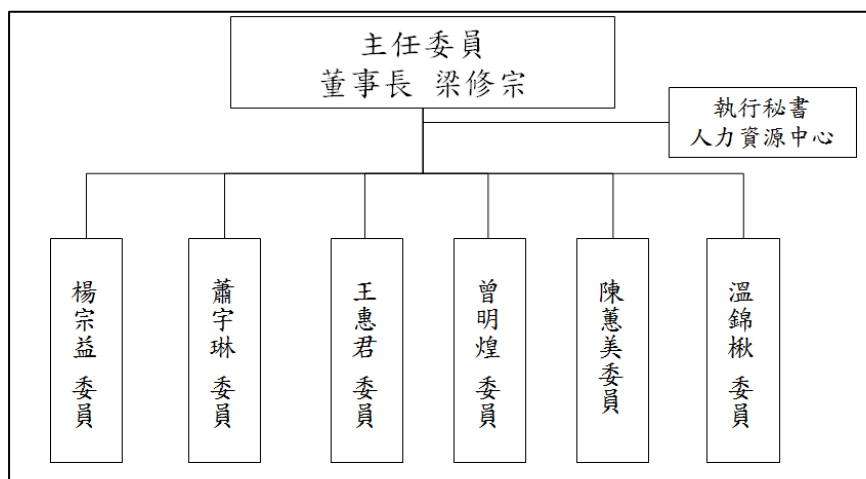 主任委員
董事長 梁修宗
執行秘書
人力資源中心
楊宗益 委員
蕭宇琳 委員
王惠君 委員
曾明煌 委員
陳蕙美委員
溫錦楸 委員